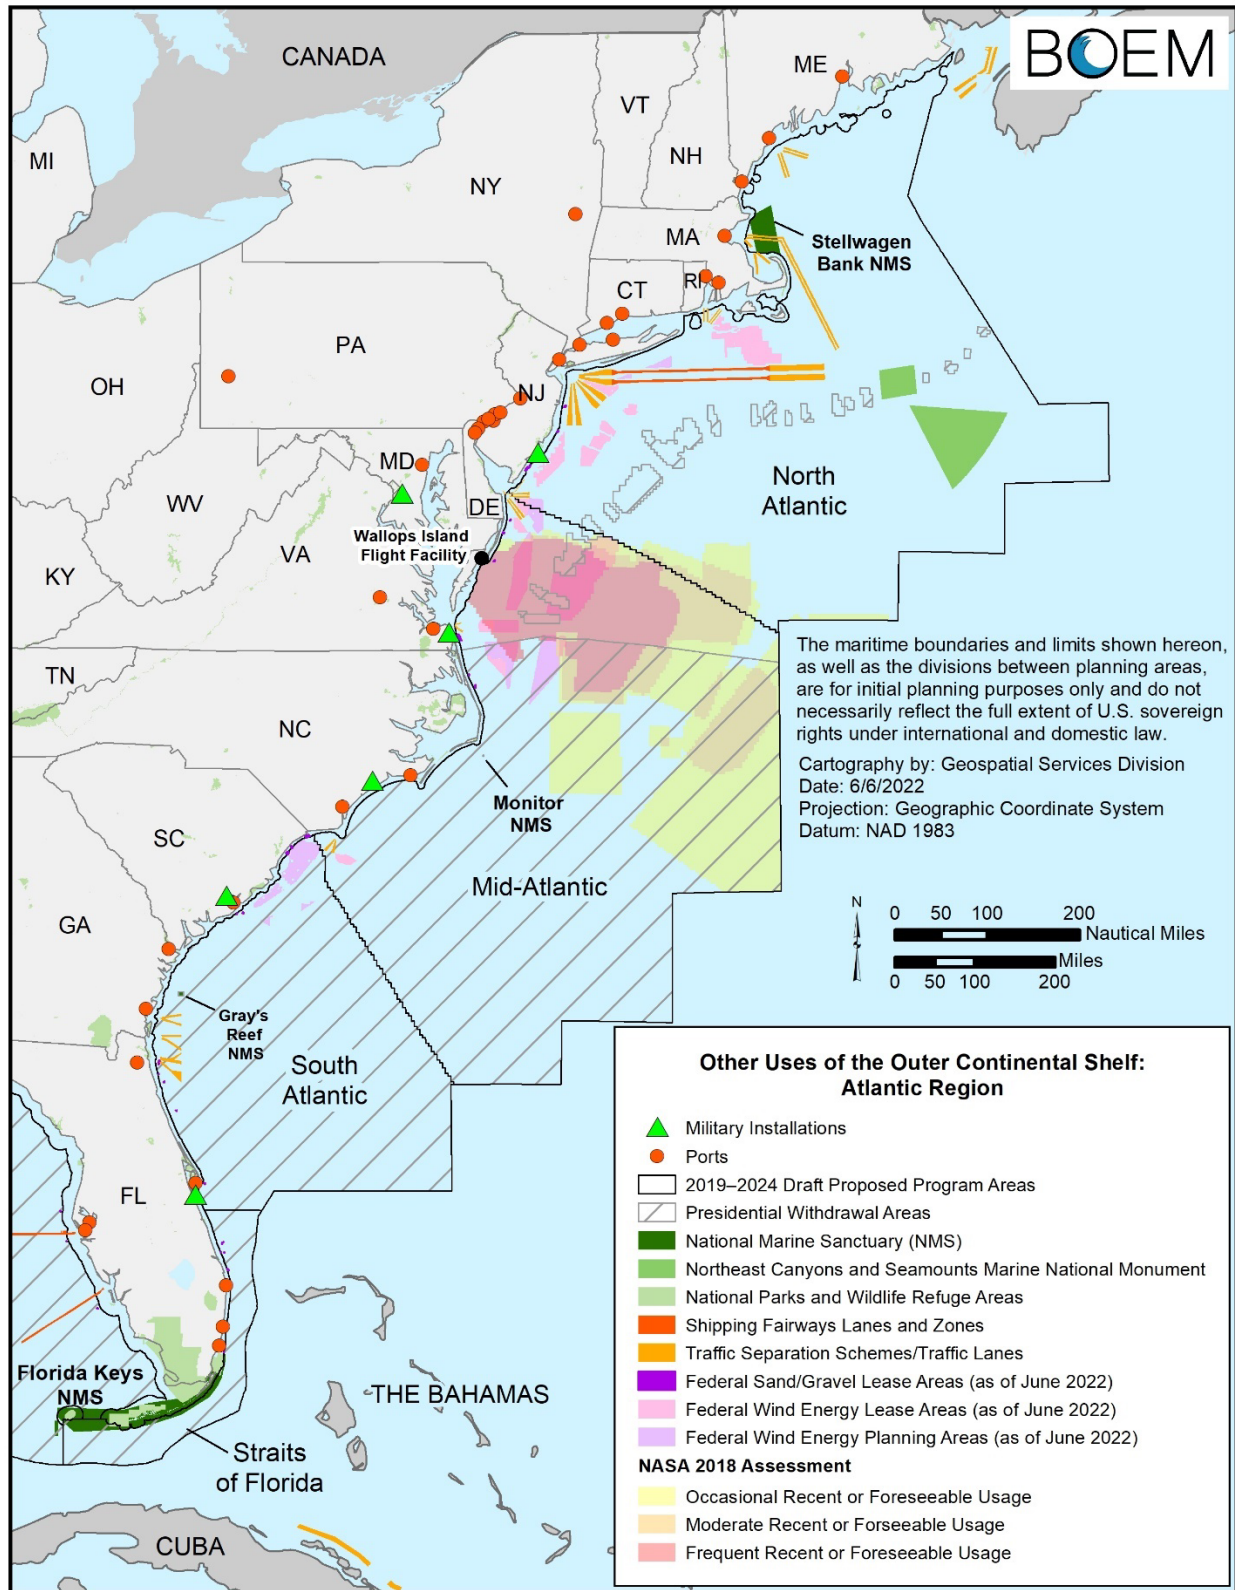 BOEM
CANADA
ME
VT
NH
MI
NY
MA
Stellwagen
Bank NMS
RI
CT
PA
OH
NJ
MD
North
Atlantic
WV
DE
Wallops Island
Flight Facility
VA
KY
The maritime boundaries and limits shown hereon,
as well as the divisions between planning areas,
are for initial planning purposes only and do not
necessarily reflect the full extent of U.S. sovereign
rights under international and domestic law.
TN
NC
Cartography by: Geospatial Services Division
Date: 6/6/2022
Projection: Geographic Coordinate System
Datum: NAD 1983
Monitor
NMS
SC
Mid-Atlantic
GA
N
0 50 100 200
Nautical Miles
Miles
0 50 100 200
Gray's
Reef
NMS
South
Atlantic
FL
Florida Keys
NMS
THE BAHAMAS
Straits
of Florida
CUBA
Other Uses of the Outer Continental Shelf:
Atlantic Region
Military Installations
Ports
2019–2024 Draft Proposed Program Areas
Presidential Withdrawal Areas
National Marine Sanctuary (NMS)
Northeast Canyons and Seamounts Marine National Monument
National Parks and Wildlife Refuge Areas
Shipping Fairways Lanes and Zones
Traffic Separation Schemes/Traffic Lanes
Federal Sand/Gravel Lease Areas (as of June 2022)
Federal Wind Energy Lease Areas (as of June 2022)
Federal Wind Energy Planning Areas (as of June 2022)
NASA 2018 Assessment
Occasional Recent or Foreseeable Usage
Moderate Recent or Forseeable Usage
Frequent Recent or Foreseeable Usage